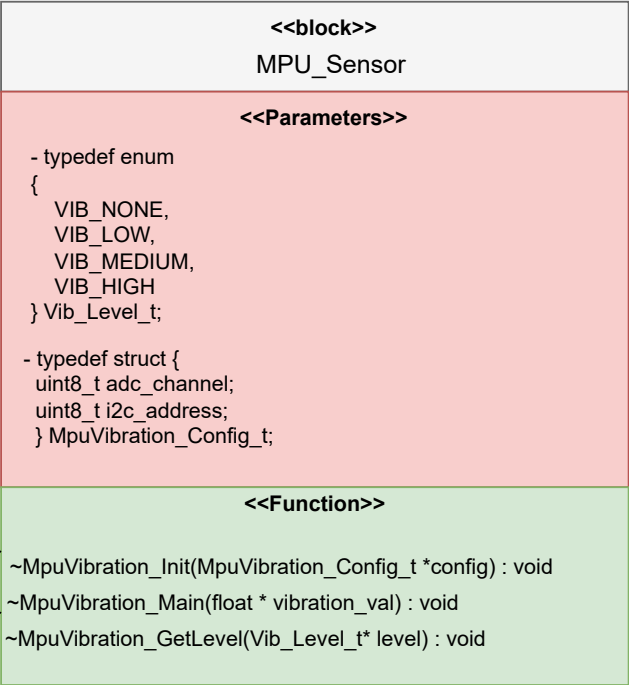 <<block>>
MPU_Sensor
<<Parameters>>
- typedef enum
{
VIB_NONE,
VIB_LOW,
VIB_MEDIUM,
VIB_HIGH
} Vib_Level_t;
- typedef struct {
uint8_t adc_channel;
uint8_t i2c_address;
} MpuVibration_Config_t;
<<Function>>
~MpuVibration_Init(MpuVibration_Config_t *config) : void
~MpuVibration_Main(float * vibration_val) : void
~MpuVibration_GetLevel(Vib_Level_t* level) : void